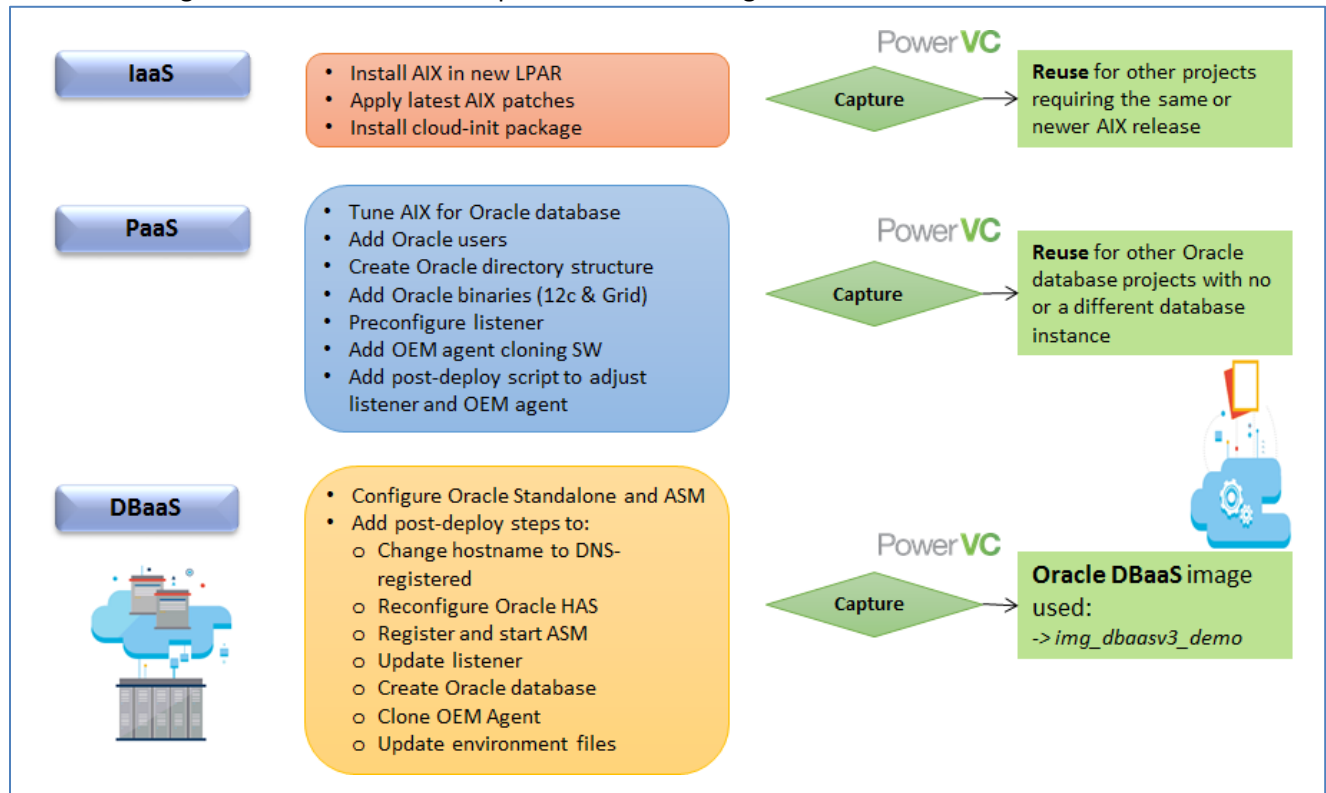 IaaS
• Install AIX in new LPAR
• Apply latest AIX patches
• Install cloud-init package
PowerVC
Capture
Reuse for other projects
requiring the same or
newer AIX release
PaaS
• Tune AIX for Oracle database
• Add Oracle users
• Create Oracle directory structure
• Add Oracle binaries (12c & Grid)
• Preconfigure listener
• Add OEM agent cloning SW
• Add post-deploy script to adjust
listener and OEM agent
PowerVC
Capture
Reuse for other Oracle
database projects with no
or a different database
instance
DBaaS
• Configure Oracle Standalone and ASM
• Add post-deploy steps to:
o Change hostname to DNS-
registered
o Reconfigure Oracle HAS
o Register and start ASM
o Update listener
o Create Oracle database
o Clone OEM Agent
o Update environment files
PowerVC
Capture
Oracle DBaaS image
used:
-> img_dbaasv3_demo